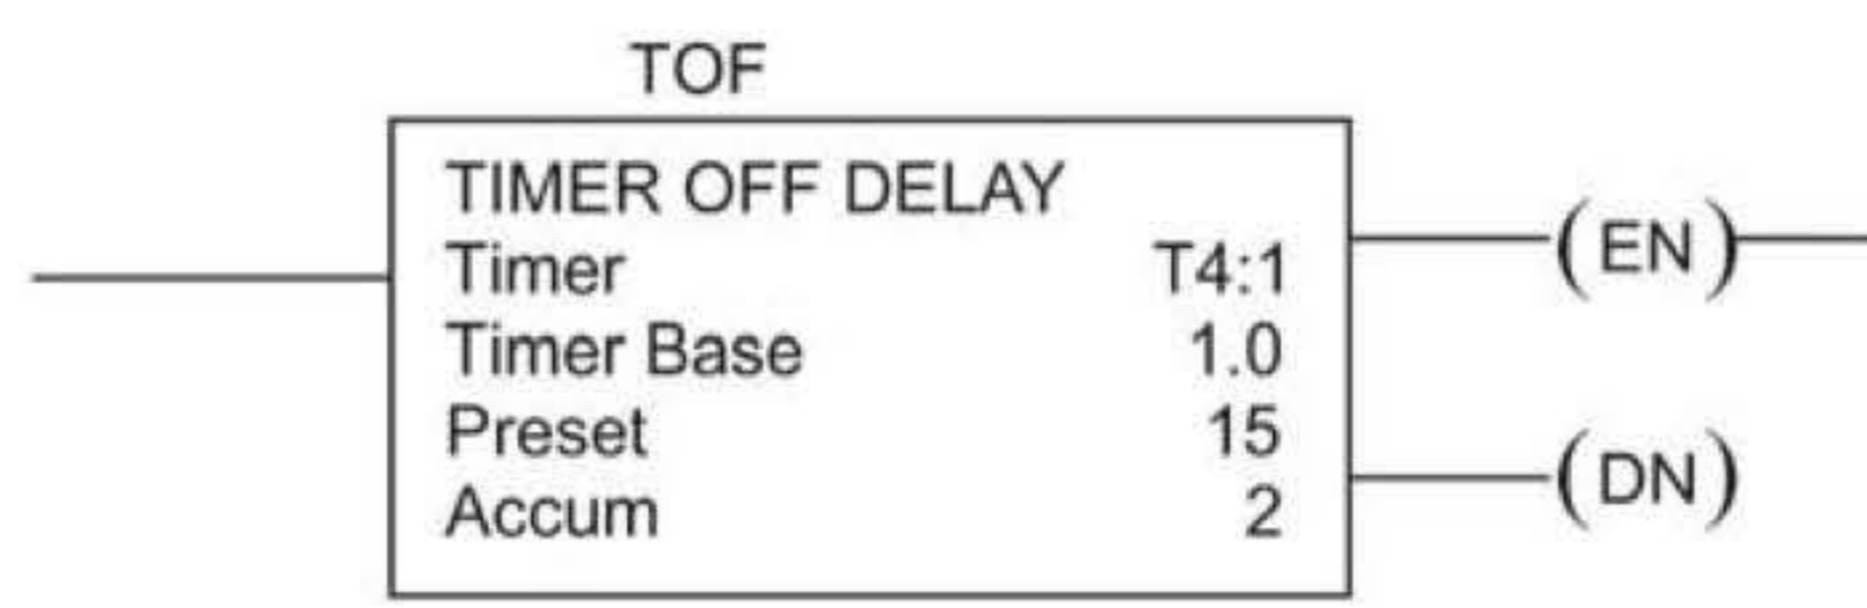 TOF
TIMER OFF DELAY
Timer T4:1
(EN)
Timer Base 1.0
Preset 15
(DN)
Accum 2